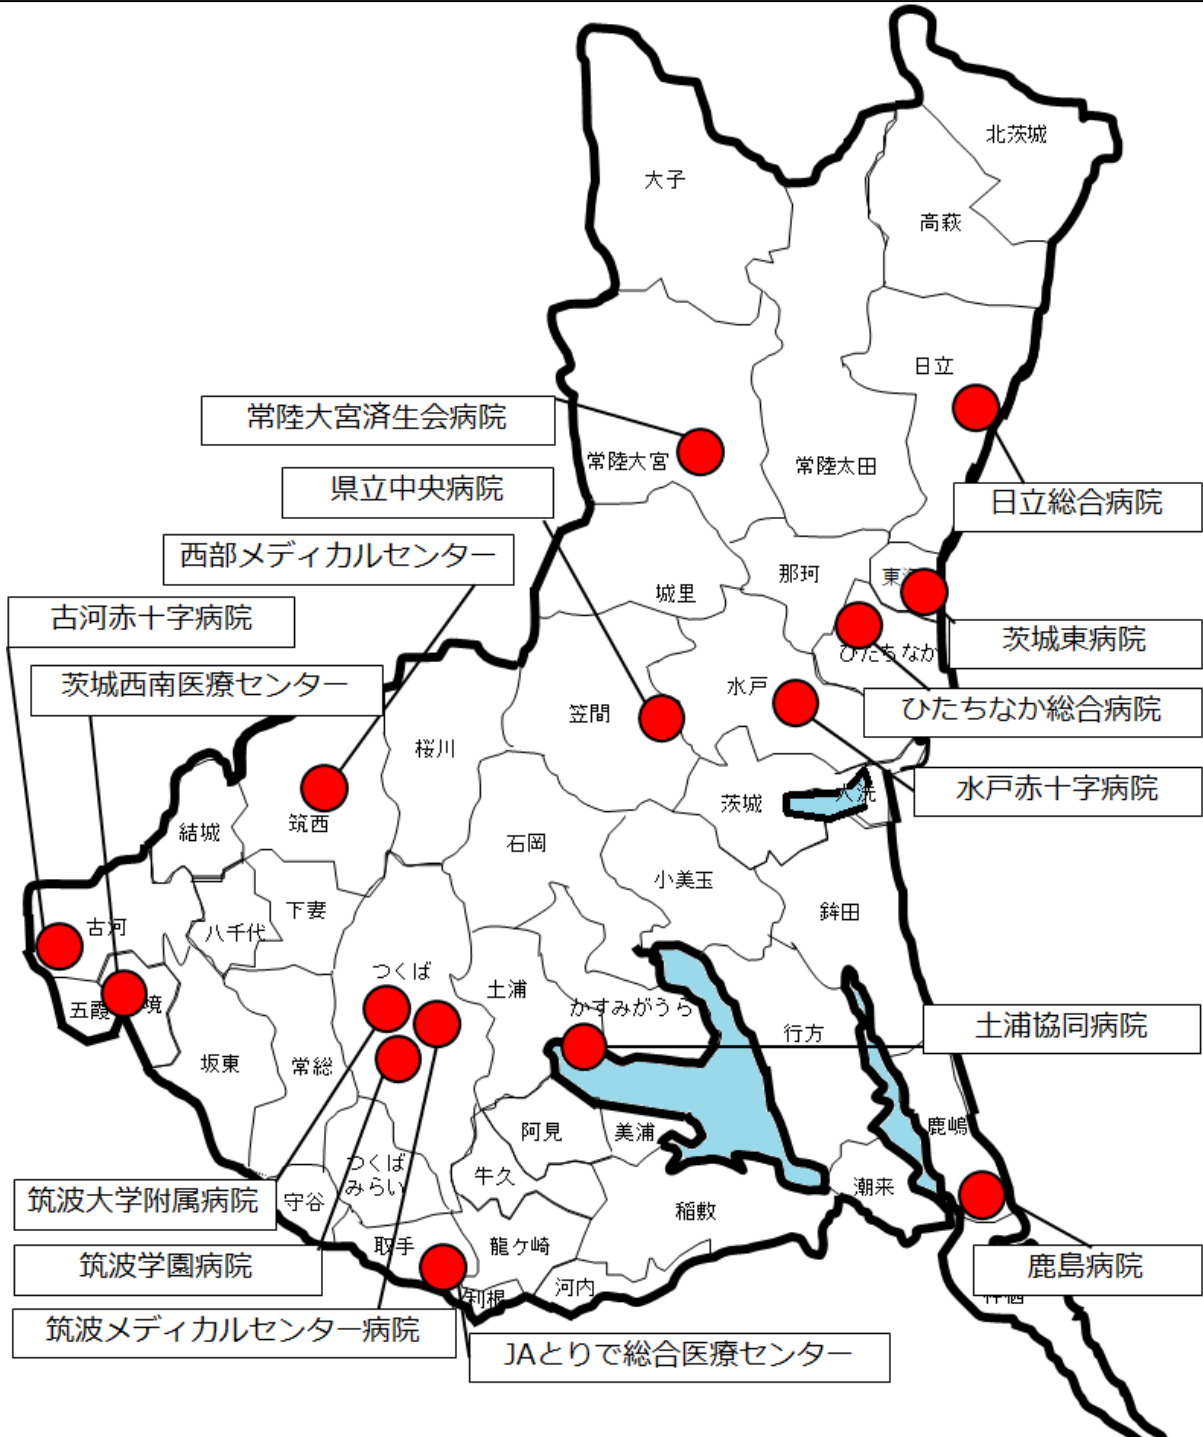 北茨城
大子
高萩
日立
常陸大宮済生会病院
常陸大宮
常陸太田
県立中央病院
日立総合病院
西部メディカルセンター
城里
那珂
東
古河赤十字病院
茨城東病院
ひたちなか
茨城西南医療センター
水戸
笠間
ひたちなか総合病院
桜川
水戸赤十字病院
茨城
大洗
結城
筑西
石岡
小美玉
古河
八千代
下妻
鉾田
つくば
土浦
かすみがうら
五霞
境
行方
土浦協同病院
坂東
常総
阿見
美浦
鹿嶋
つくば
みらい
牛久
守谷
潮来
筑波大学附属病院
稲敷
取手
龍ケ崎
筑波学園病院
利根
河内
鹿島病院
筑波メディカルセンター病院
JAとりで総合医療センター